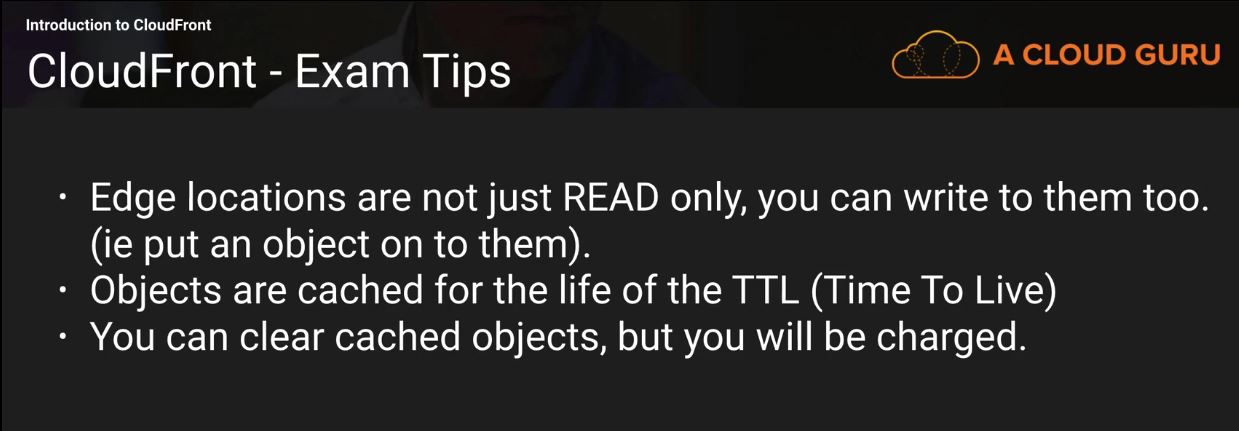 Introduction to CloudFront
CloudFront - Exam Tips
A CLOUD GURU
• Edge locations are not just READ only, you can write to them too.
(ie put an object on to them).
• Objects are cached for the life of the TTL (Time To Live)
• You can clear cached objects, but you will be charged.